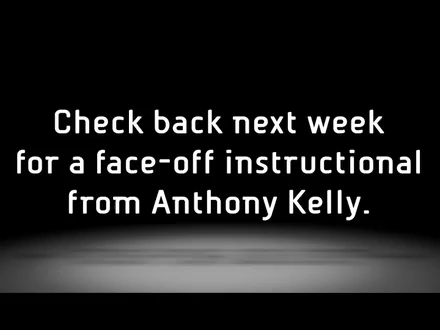 Check back next week
for a face-off instructional
from Anthony Kelly.